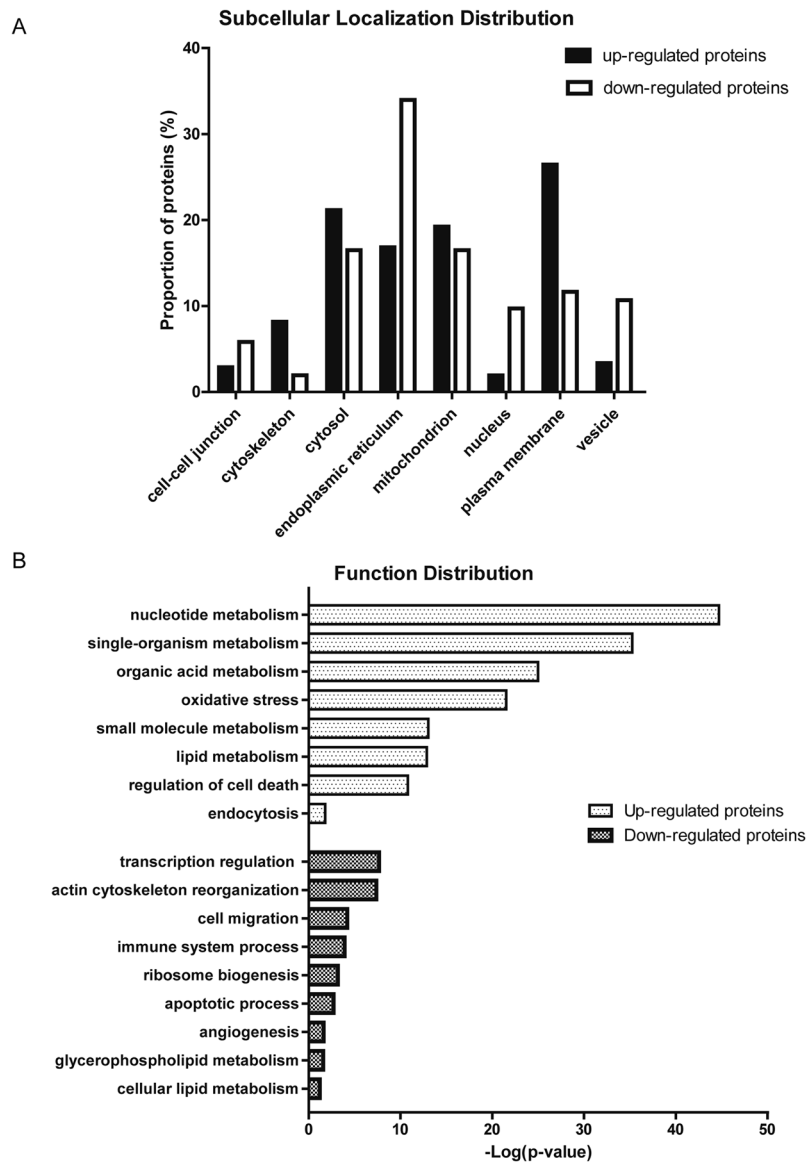 A
Subcellular Localization Distribution
up-regulated proteins
down-regulated proteins
Proportion of proteins (%)
40
30
20
10
0
cell-cell junction
cytoskeleton
cytosol
endoplasmic reticulum
mitochondrion
nucleus
plasma membrane
vesicle
B
Function Distribution
nucleotide metabolism
single-organism metabolism
organic acid metabolism
oxidative stress
small molecule metabolism
lipid metabolism
regulation of cell death
endocytosis
Up-regulated proteins
Down-regulated proteins
transcription regulation
actin cytoskeleton reorganization
cell migration
immune system process
ribosome biogenesis
apoptotic process
angiogenesis
glycerophospholipid metabolism
cellular lipid metabolism
0 10 20 30 40 50
-Log(p-value)